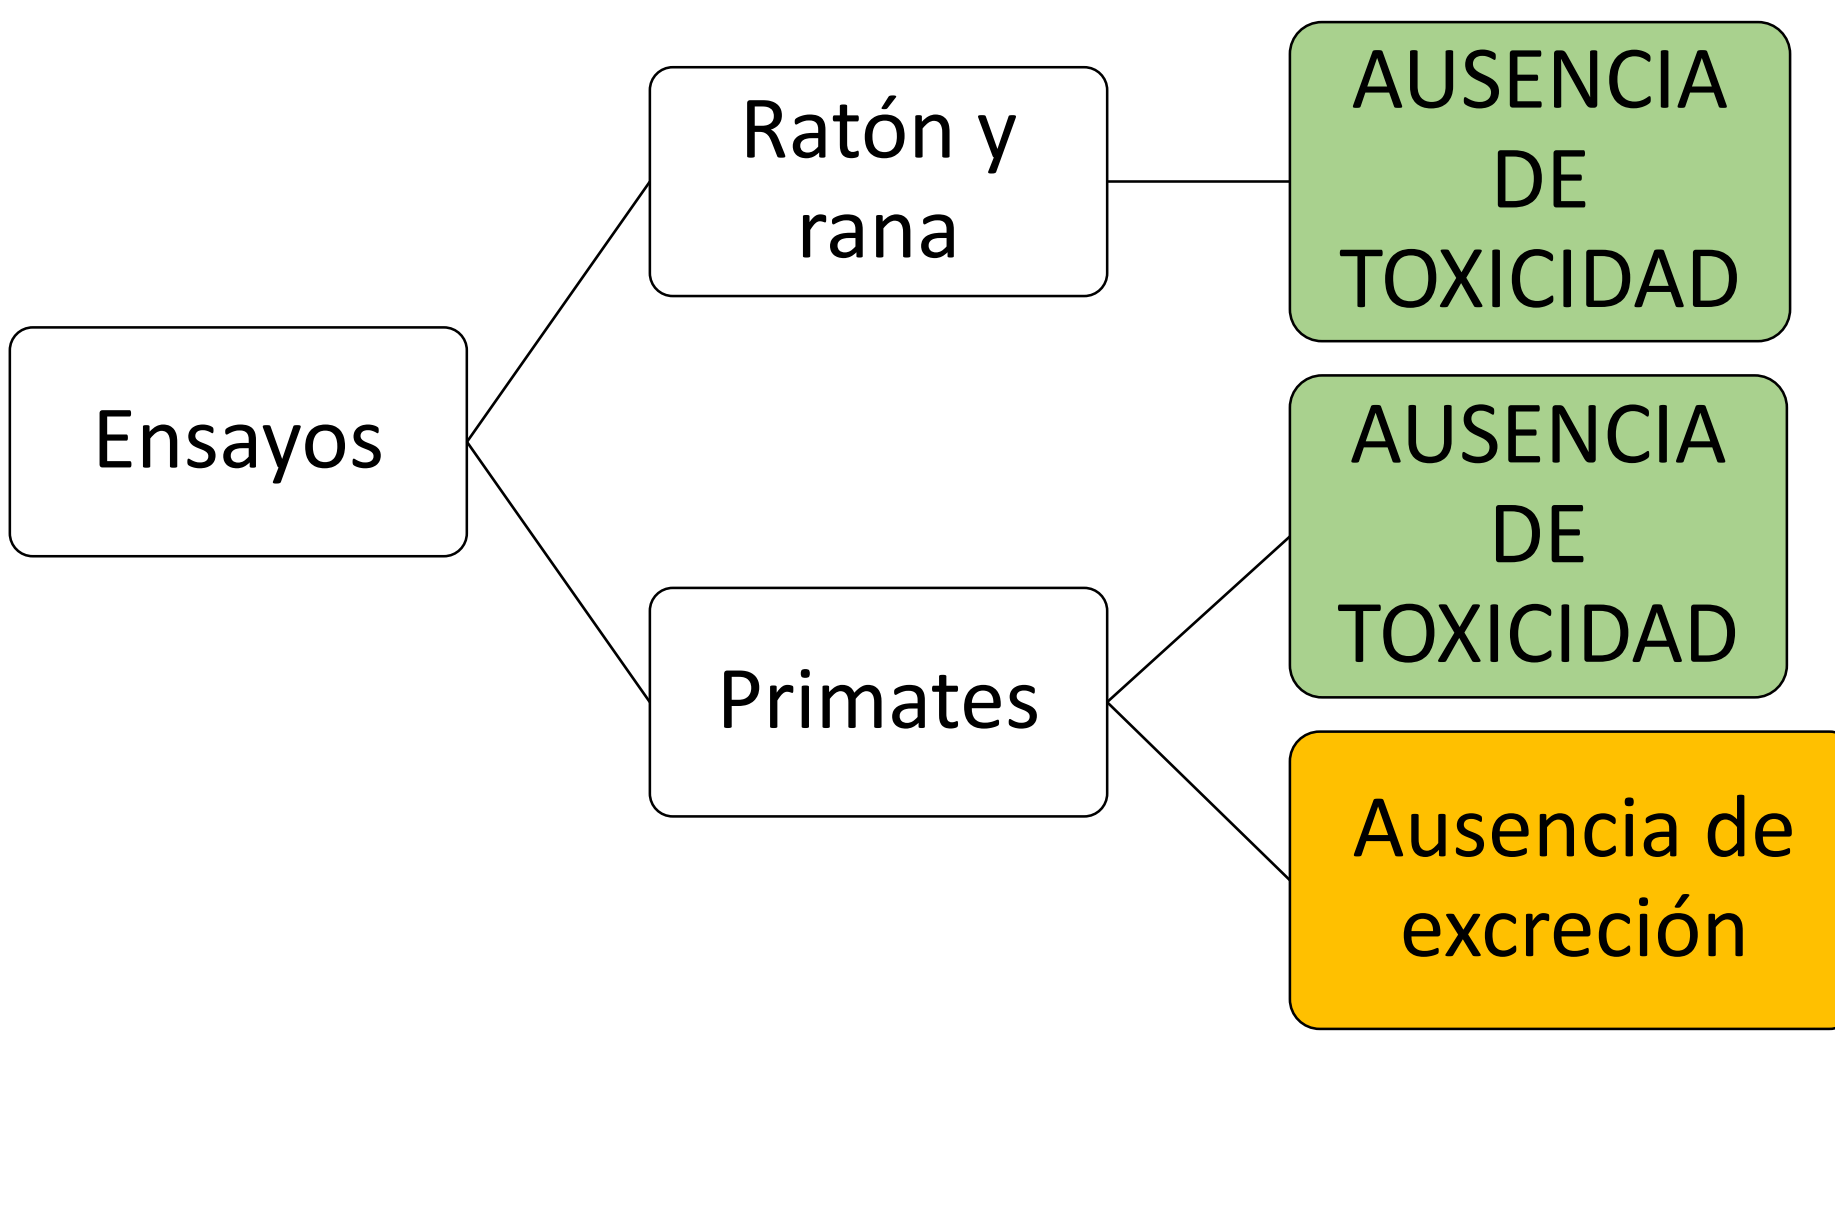 Ensayos
Ratón y
rana
AUSENCIA
DE
TOXICIDAD
Primates
AUSENCIA
DE
TOXICIDAD
Ausencia de
excreción